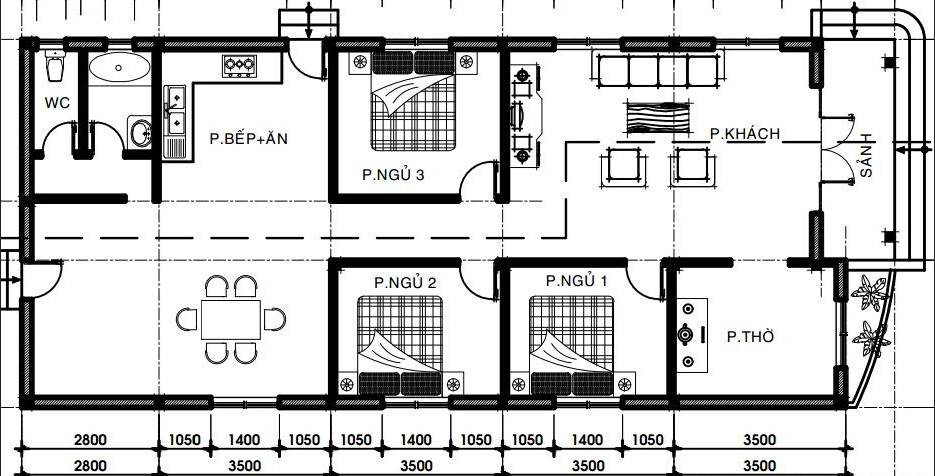 WC
P.BẾP+ĂN
P.NGỦ 3
P.KHÁCH
SẢNH
P.NGỦ 2
P.NGỦ 1
P.THỜ
2800 1050 1400 1050 1050 1400 1050 1050 1400 1050 3500
2800 3500 3500 3500 3500